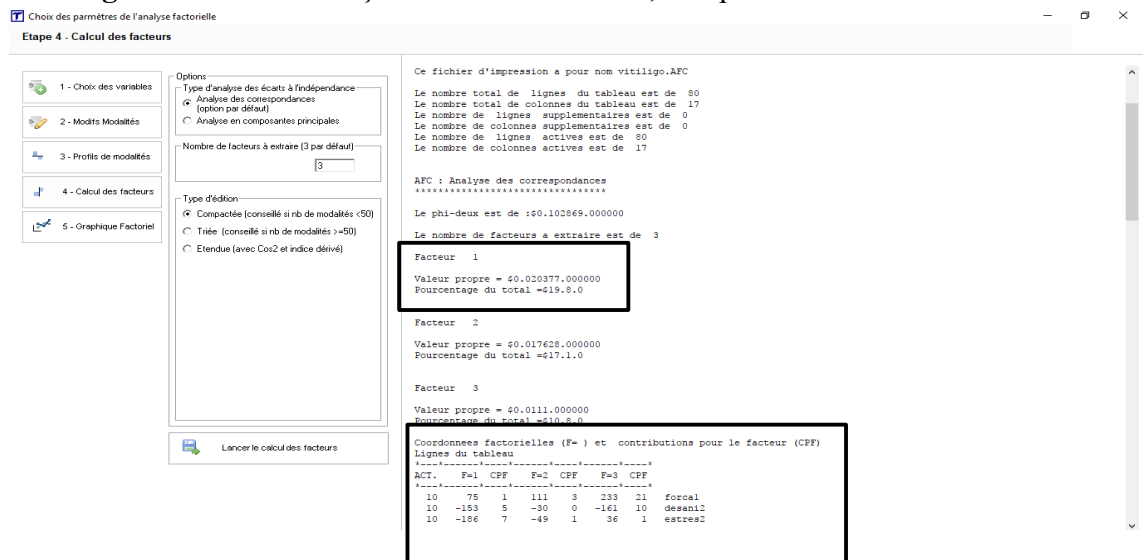 Choix des parmètres de l'analyse factorielle
Etape 4 - Calcul des facteurs
1 - Choix des variables
2 - Modifs Modalités
3 - Profils de modalités
4 - Calcul des facteurs
5 - Graphique Factoriel
Options
Type d'analyse des écarts à l'indépendance
Analyse des correspondances
(option par défaut)
Analyse en composantes principales
Nombre de facteurs à extraire (3 par défaut)
3
Type d'édition
Compactée (conseillé si nb de modalités <50)
Triée (conseillé si nb de modalités >=50)
Etendue (avec Cos2 et indice dérivé)
Lancer le calcul des facteurs
Ce fichier d'impression a pour nom vitiligo.AFC
Le nombre total de lignes du tableau est de 80
Le nombre total de colonnes du tableau est de 17
Le nombre de lignes supplementaires est de 0
Le nombre de colonnes supplementaires est de 0
Le nombre de lignes actives est de 80
Le nombre de colonnes actives est de 17
AFC : Analyse des correspondances
*********************************
Le phi-deux est de :$0.102869.000000
Le nombre de facteurs a extraire est de 3
Facteur 1
Valeur propre = $0.020377.000000
Pourcentage du total =$19.8.0
Facteur 2
Valeur propre = $0.017628.000000
Pourcentage du total =$17.1.0
Facteur 3
Valeur propre = $0.0111.000000
Pourcentage du total =$10.8.0
Coordonnees factorielles (F= ) et contributions pour le facteur (CPF)
Lignes du tableau
*---*------*----*------*----*------*----*
ACT. F=1 CPF F=2 CPF F=3 CPF
*---*------*----*------*----*------*----*
10 75 1 111 3 233 21 forcal
10 -153 5 -30 0 -161 10 desani2
10 -186 7 -49 1 36 1 estres2